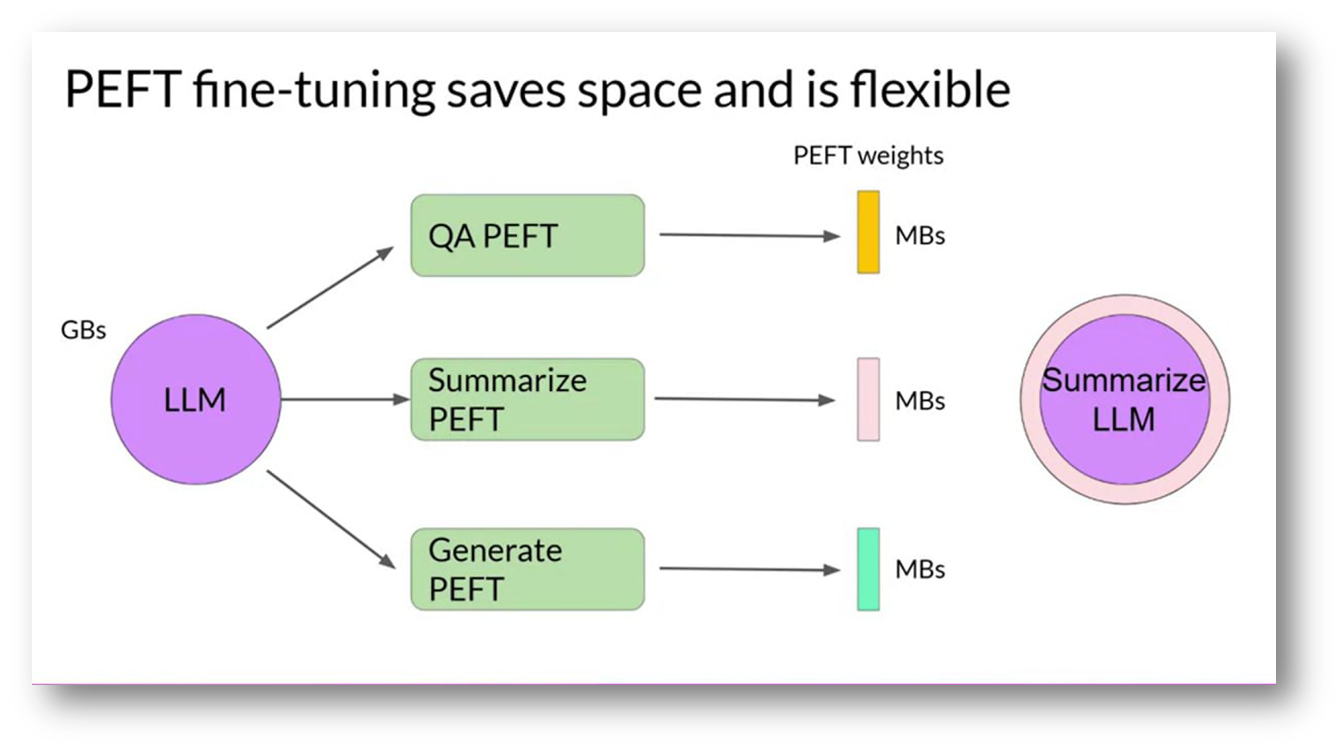 PEFT fine-tuning saves space and is flexible
PEFT weights
QA PEFT
MBs
GBs
LLM
Summarize
PEFT
MBs
Summarize
LLM
Generate
PEFT
MBs